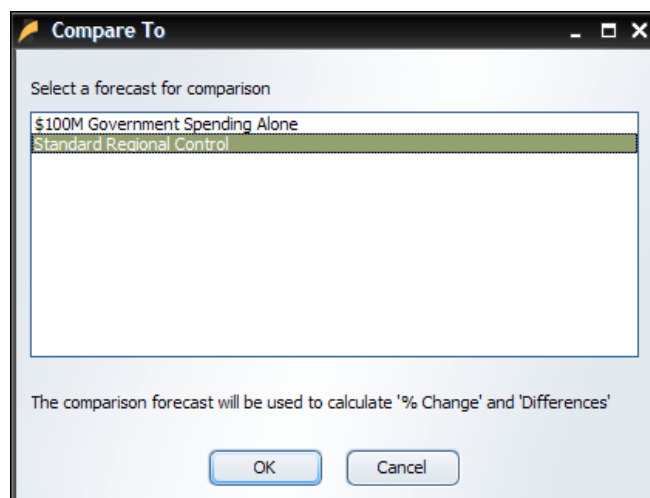 Compare To
Select a forecast for comparison
$100M Government Spending Alone
Standard Regional Control
The comparison forecast will be used to calculate '% Change' and 'Differences'
OK Cancel